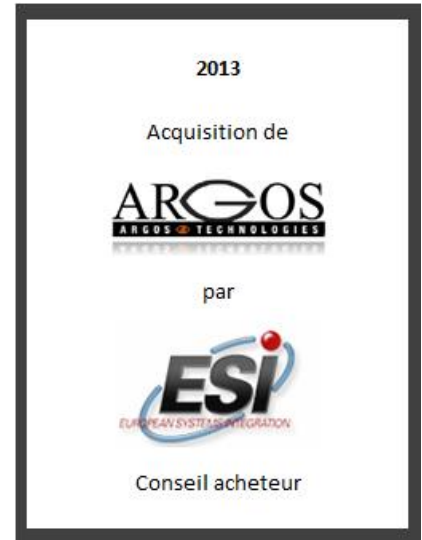 2013
Acquisition de
ARGOS
ARGOS TECHNOLOGIES
par
ESI
EUROPEAN SYSTEMS INTEGRATION
Conseil acheteur